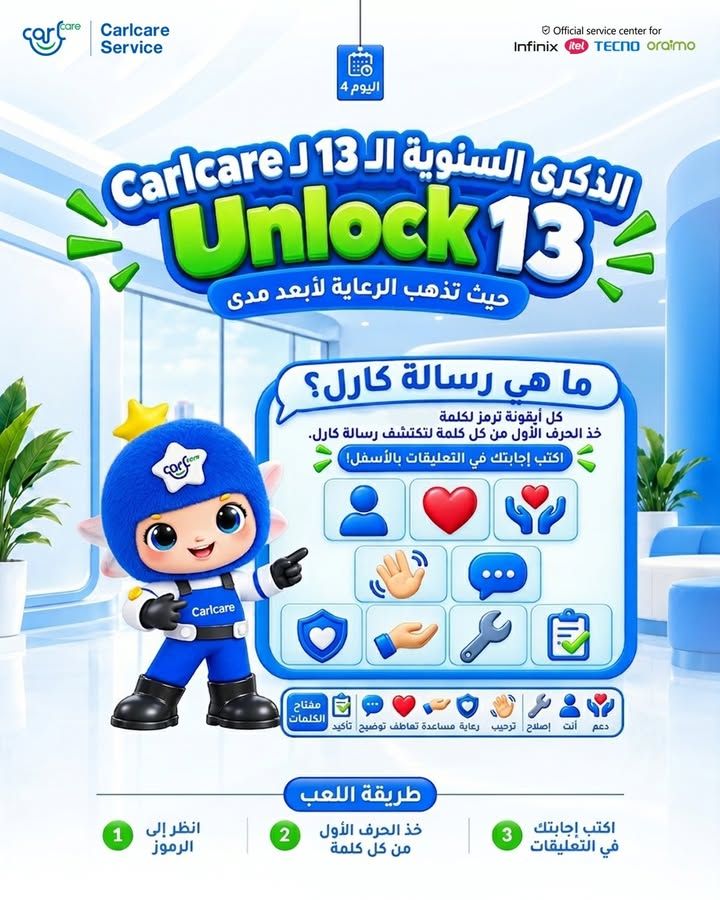 carl care
Carlcare
Service
Official service center for
Infinix itel TECNO oraimo
اليوم 4
الذكرى السنوية الـ 13 لـ Carlcare
Unlock 13
حيث تذهب الرعاية لأبعد مدى
ما هي رسالة كارل؟
كل أيقونة ترمز لكلمة
خذ الحرف الأول من كل كلمة لتكتشف رسالة كارل.
اكتب إجابتك في التعليقات بالأسفل!
carl care
Carlcare
مفتاح
الكلمات
دعم أنت إصلاح ترحيب رعاية مساعدة تعاطف توضيح تأكيد
طريقة اللعب
1 انظر إلى
الرموز
2 خذ الحرف الأول
من كل كلمة
3 اكتب إجابتك
في التعليقات